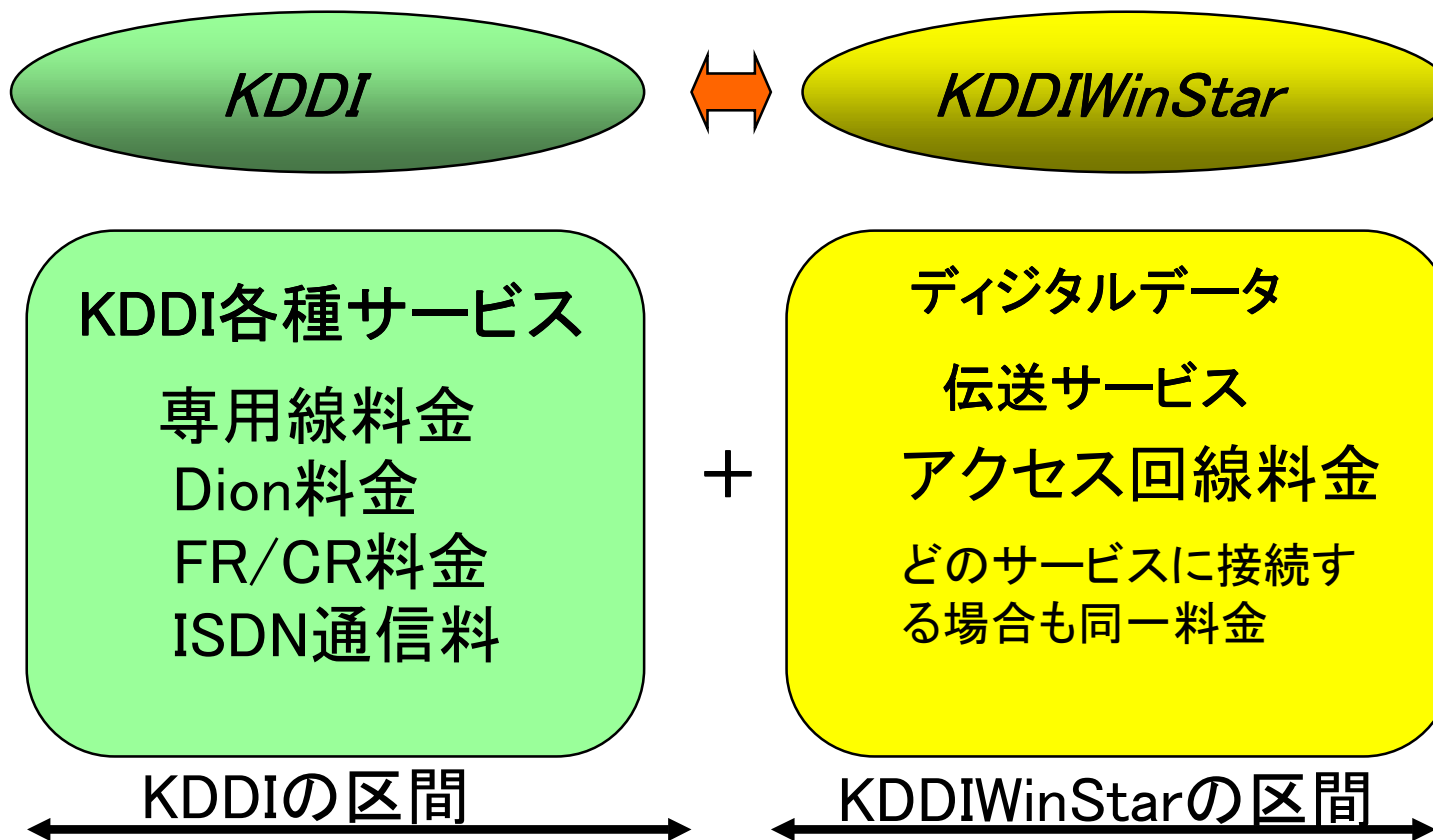 KDDI
KDDIWinStar
KDDI各種サービス
専用線料金
Dion料金
FR/CR料金
ISDN通信料
＋
ディジタルデータ
伝送サービス
アクセス回線料金
どのサービスに接続す
る場合も同一料金
KDDIの区間
KDDIWinStarの区間